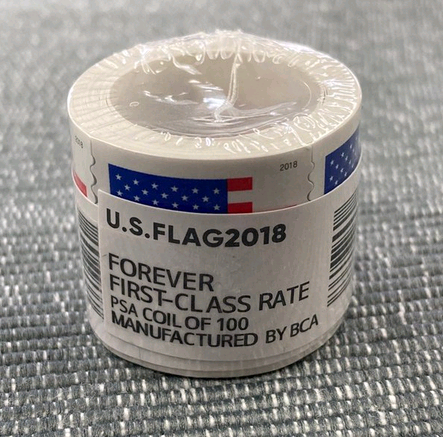 2018
U.S.FLAG2018
FOREVER
FIRST-CLASS RATE
PSA COIL OF 100
MANUFACTURED BY BCA